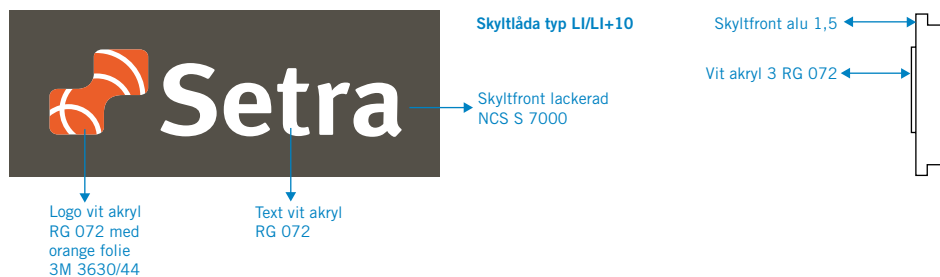 Setra
Skyltlåda typ LI/LI+10
Skyltfront lackerad
NCS S 7000
Logo vit akryl
RG 072 med
orange folie
3M 3630/44
Text vit akryl
RG 072
Skyltfront alu 1,5
Vit akryl 3 RG 072